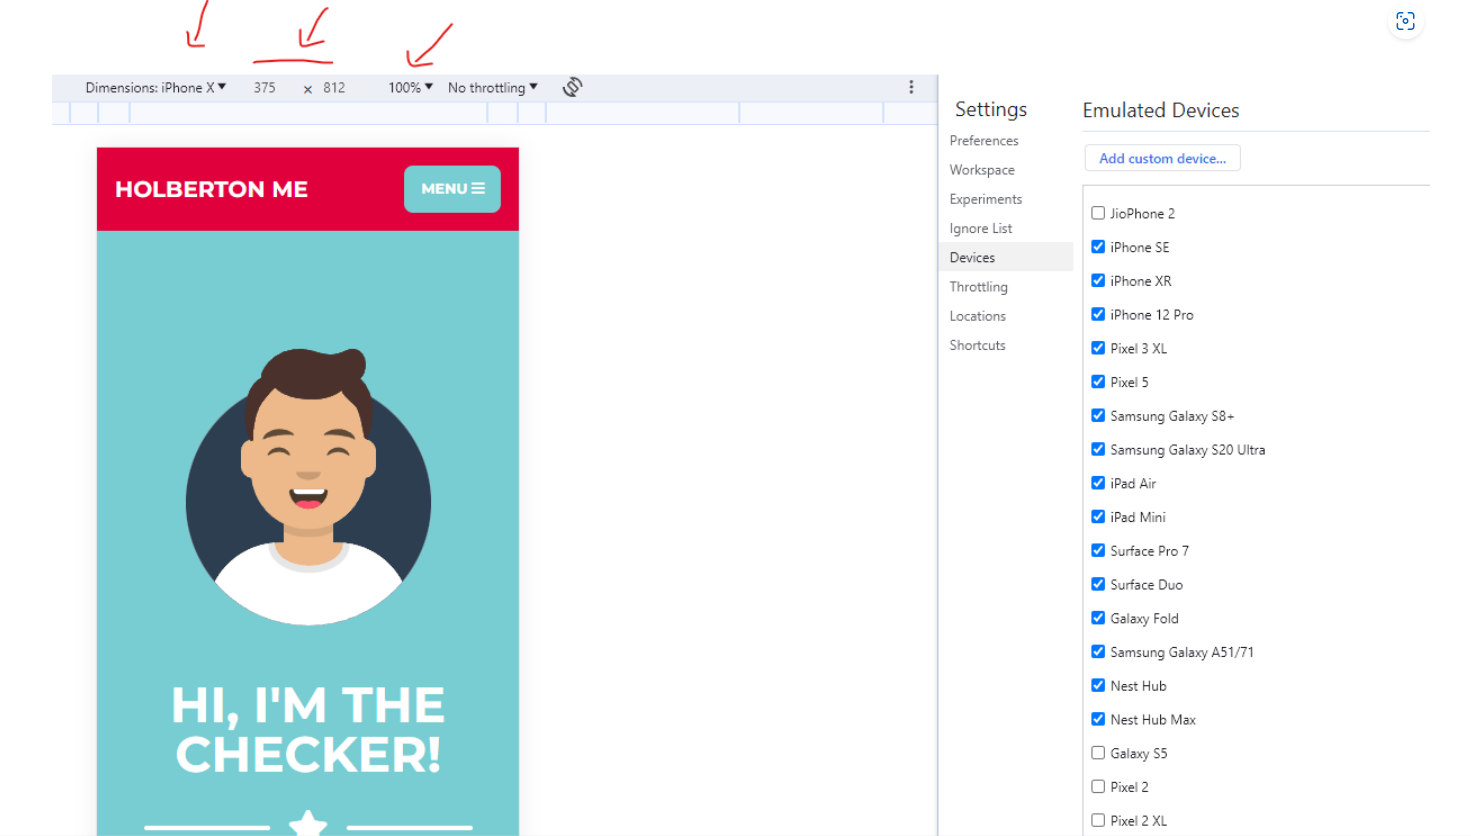 Dimensions: iPhone X 375 x 812 100% No throttling
HOLBERTON ME
MENU
HI, I'M THE
CHECKER!
Settings
Preferences
Workspace
Experiments
Ignore List
Devices
Throttling
Locations
Shortcuts
Emulated Devices
Add custom device...
JioPhone 2
iPhone SE
iPhone XR
iPhone 12 Pro
Pixel 3 XL
Pixel 5
Samsung Galaxy S8+
Samsung Galaxy S20 Ultra
iPad Air
iPad Mini
Surface Pro 7
Surface Duo
Galaxy Fold
Samsung Galaxy A51/71
Nest Hub
Nest Hub Max
Galaxy S5
Pixel 2
Pixel 2 XL